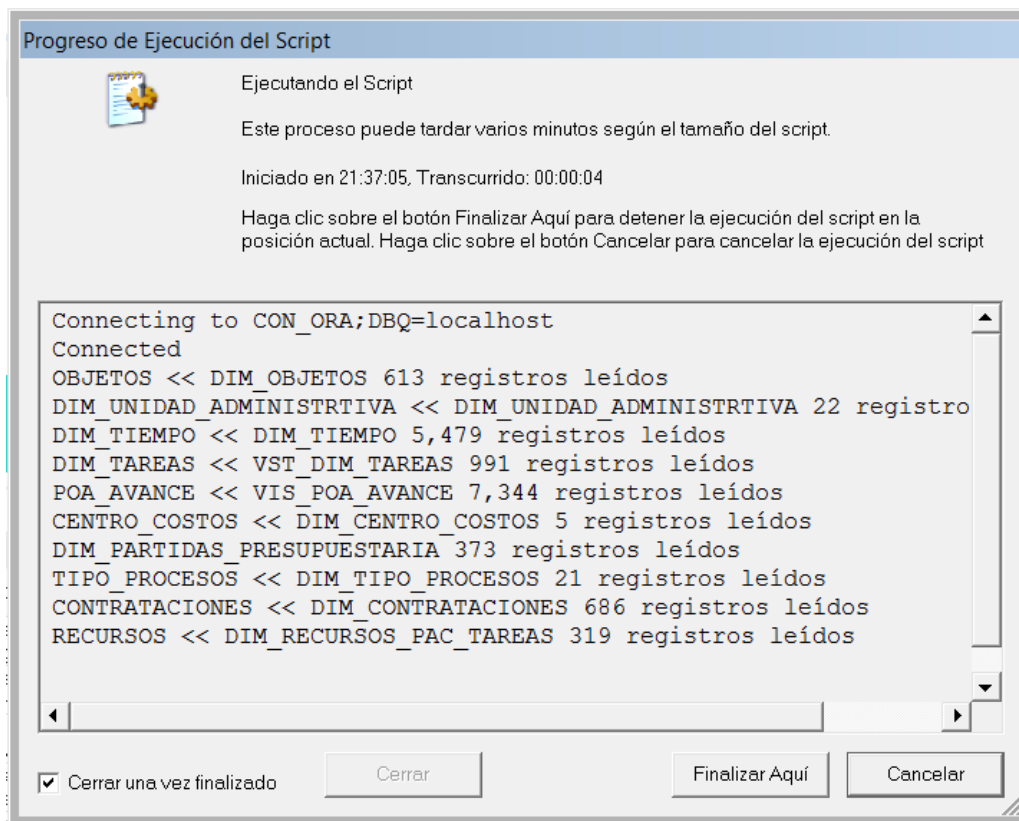 Progreso de Ejecución del Script
Ejecutando el Script
Este proceso puede tardar varios minutos según el tamaño del script.
Iniciado en 21:37:05, Transcurrido: 00:00:04
Haga clic sobre el botón Finalizar Aquí para detener la ejecución del script en la
posición actual. Haga clic sobre el botón Cancelar para cancelar la ejecución del script
Connecting to CON_ORA;DBQ=localhost
Connected
OBJETOS << DIM_OBJETOS 613 registros leídos
DIM_UNIDAD_ADMINISTRTIVA << DIM_UNIDAD_ADMINISTRTIVA 22 registro
DIM_TIEMPO << DIM_TIEMPO 5,479 registros leídos
DIM_TAREAS << VST_DIM_TAREAS 991 registros leídos
POA_AVANCE << VIS_POA_AVANCE 7,344 registros leídos
CENTRO_COSTOS << DIM_CENTRO_COSTOS 5 registros leídos
DIM_PARTIDAS_PRESUPUESTARIA 373 registros leídos
TIPO_PROCESOS << DIM_TIPO_PROCESOS 21 registros leídos
CONTRATACIONES << DIM_CONTRATACIONES 686 registros leídos
RECURSOS << DIM_RECURSOS_PAC_TAREAS 319 registros leídos
Cerrar una vez finalizado
Cerrar
Finalizar Aquí
Cancelar